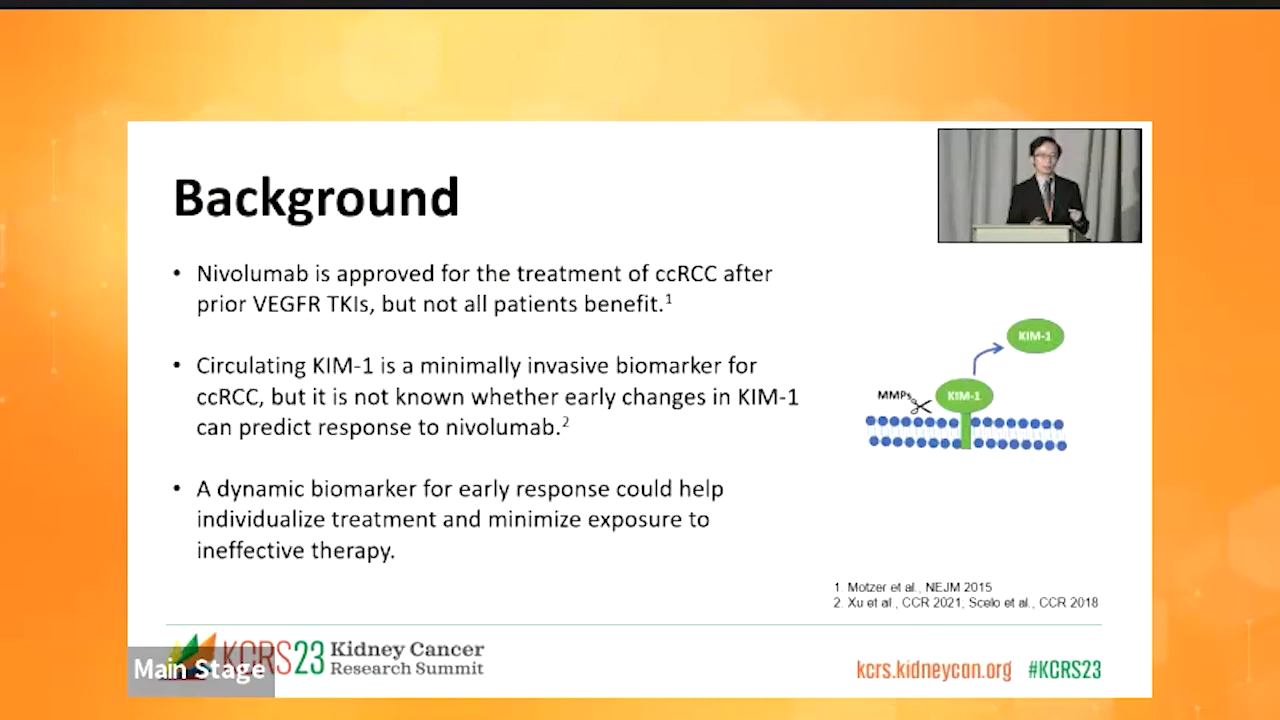 Background
• Nivolumab is approved for the treatment of ccRCC after
prior VEGFR TKIs, but not all patients benefit.1
• Circulating KIM-1 is a minimally invasive biomarker for
ccRCC, but it is not known whether early changes in KIM-1
can predict response to nivolumab.2
• A dynamic biomarker for early response could help
individualize treatment and minimize exposure to
ineffective therapy.
KIM-1
MMPs
KIM-1
1. Motzer et al., NEJM 2015
2. Xu et al., CCR 2021; Scelo et al., CCR 2018
KCRS23 Kidney Cancer
Research Summit
Main Stage
kcrs.kidneycan.org #KCRS23